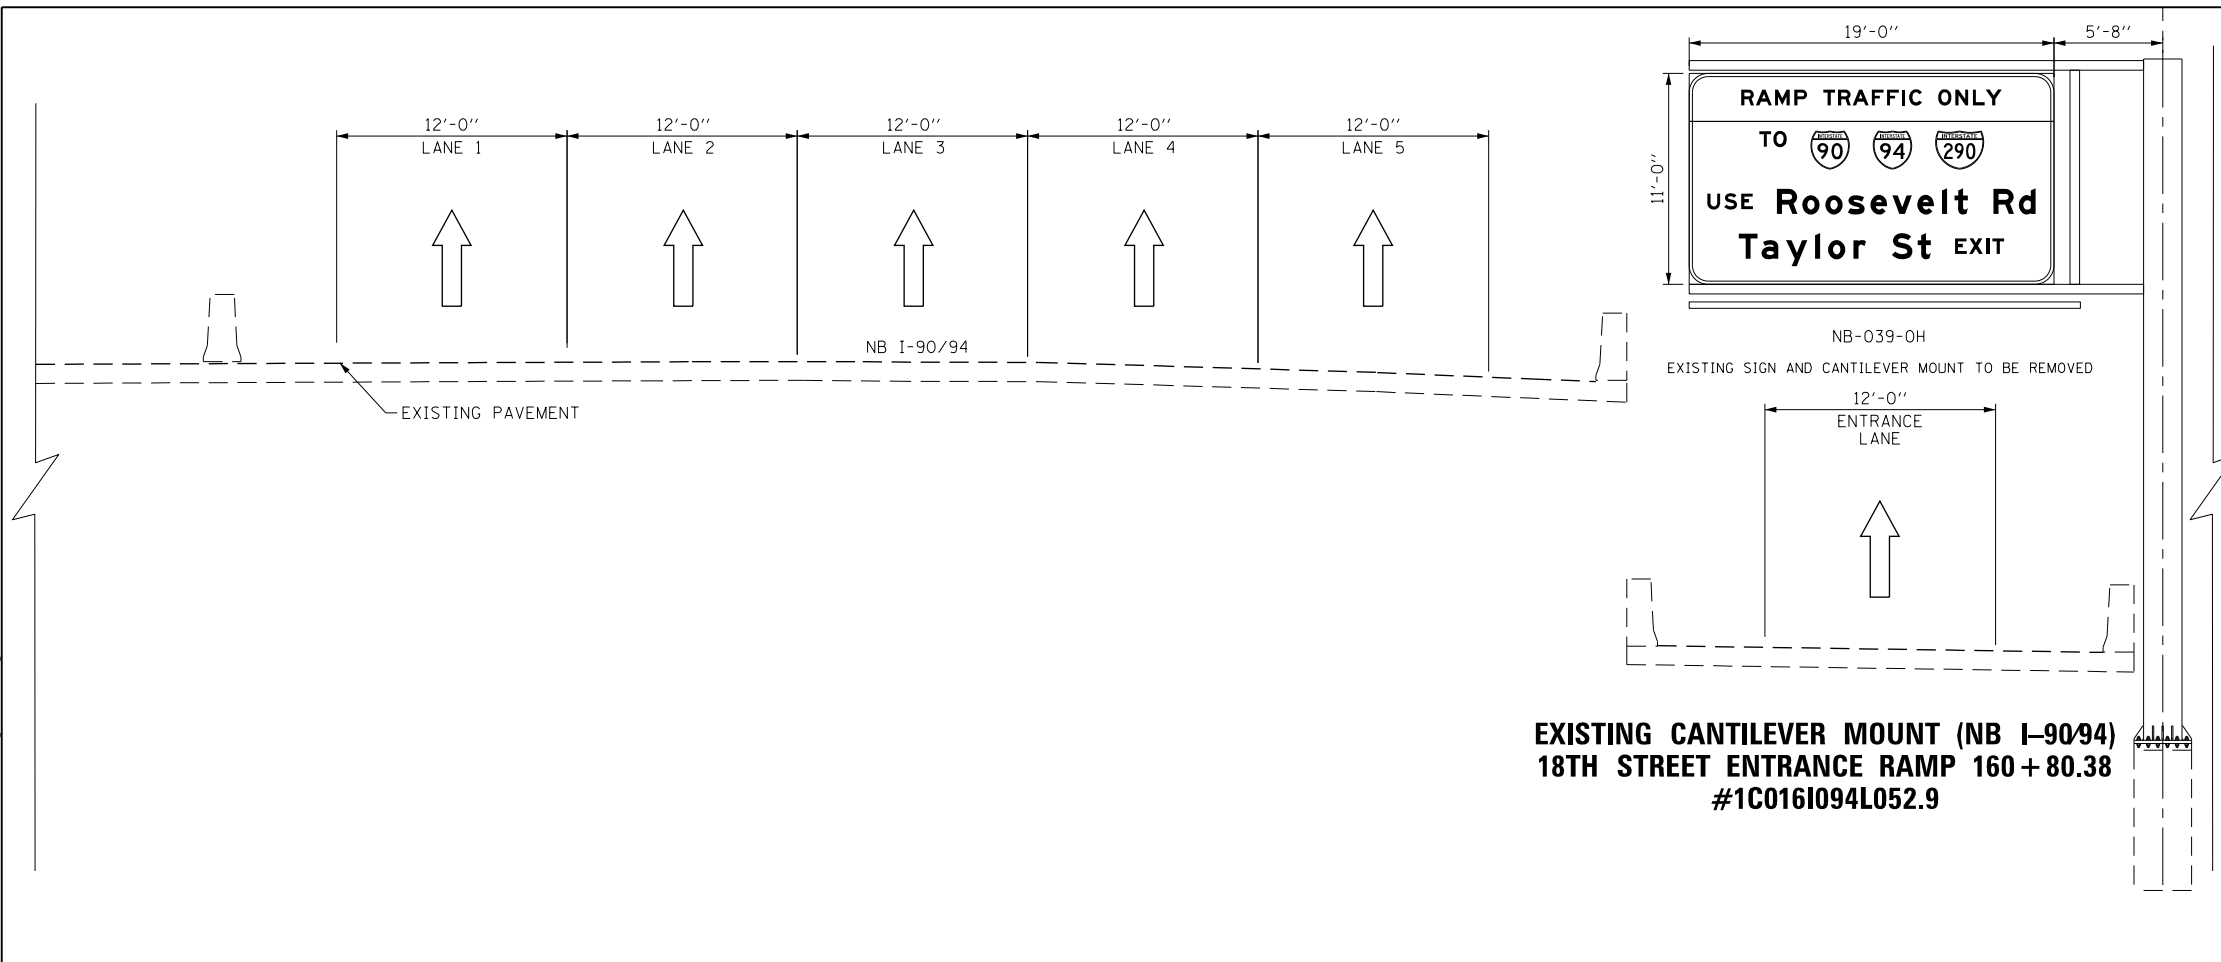 19'-0" 5'-8"
12'-0" 12'-0" 12'-0" 12'-0" 12'-0"
LANE 1 LANE 2 LANE 3 LANE 4 LANE 5
11'-0"
RAMP TRAFFIC ONLY
TO INTERSTATE 90 INTERSTATE 94 INTERSTATE 290
USE Roosevelt Rd
Taylor St EXIT
NB I-90/94
EXISTING PAVEMENT
NB-039-OH
EXISTING SIGN AND CANTILEVER MOUNT TO BE REMOVED
12'-0"
ENTRANCE
LANE
EXISTING CANTILEVER MOUNT (NB I-90/94)
18TH STREET ENTRANCE RAMP 160+80.38
#1C016I094L052.9